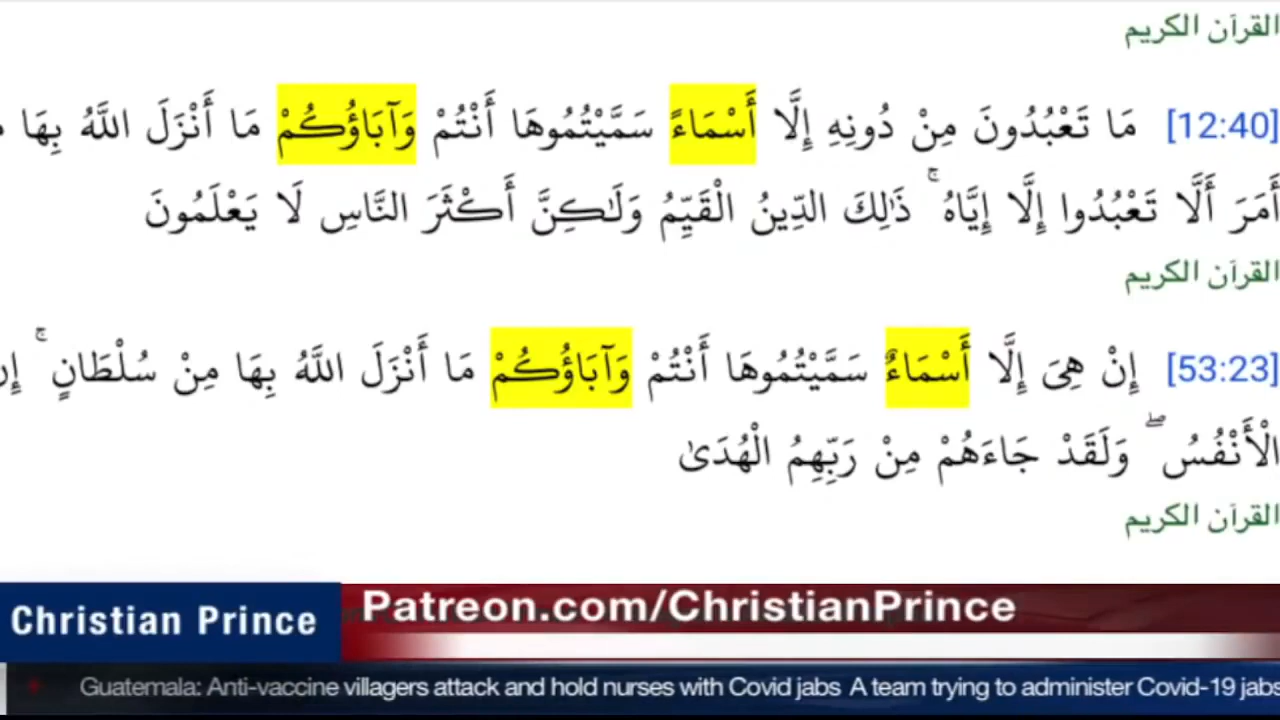 القرآن الكريم
[12:40] مَا تَعْبُدُونَ مِنْ دُونِهِ إِلَّا أَسْمَاءً سَمَّيْتُمُوهَا أَنْتُمْ وَآبَاؤُكُمْ مَا أَنْزَلَ اللَّهُ بِهَا
أَمَرَ أَلَّا تَعْبُدُوا إِلَّا إِيَّاهُ ۚ ذَٰلِكَ الدِّينُ الْقَيِّمُ وَلَٰكِنَّ أَكْثَرَ النَّاسِ لَا يَعْلَمُونَ
القرآن الكريم
[53:23] إِنْ هِيَ إِلَّا أَسْمَاءٌ سَمَّيْتُمُوهَا أَنْتُمْ وَآبَاؤُكُمْ مَا أَنْزَلَ اللَّهُ بِهَا مِنْ سُلْطَانٍ ۚ
الْأَنْفُسُ ۖ وَلَقَدْ جَاءَهُمْ مِنْ رَبِّهِمُ الْهُدَىٰ
القرآن الكريم
Christian Prince
Patreon.com/ChristianPrince
Guatemala: Anti-vaccine villagers attack and hold nurses with Covid jabs A team trying to administer Covid-19 jabs